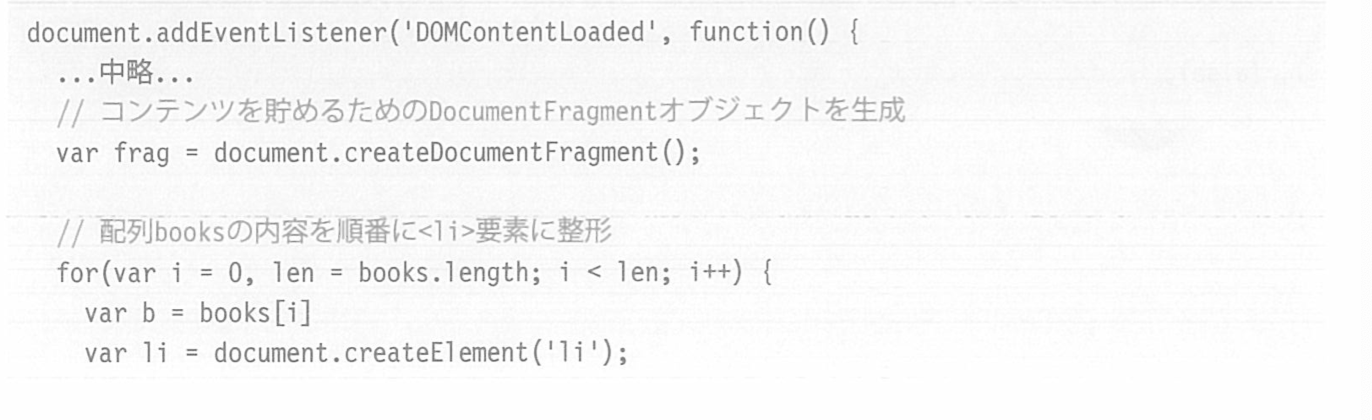 document.addEventListener('DOMContentLoaded', function() {
  ...中略...
  // コンテンツを貯めるためのDocumentFragmentオブジェクトを生成
  var frag = document.createDocumentFragment();

  // 配列booksの内容を順番に<li>要素に整形
  for(var i = 0, len = books.length; i < len; i++) {
    var b = books[i]
    var li = document.createElement('li');